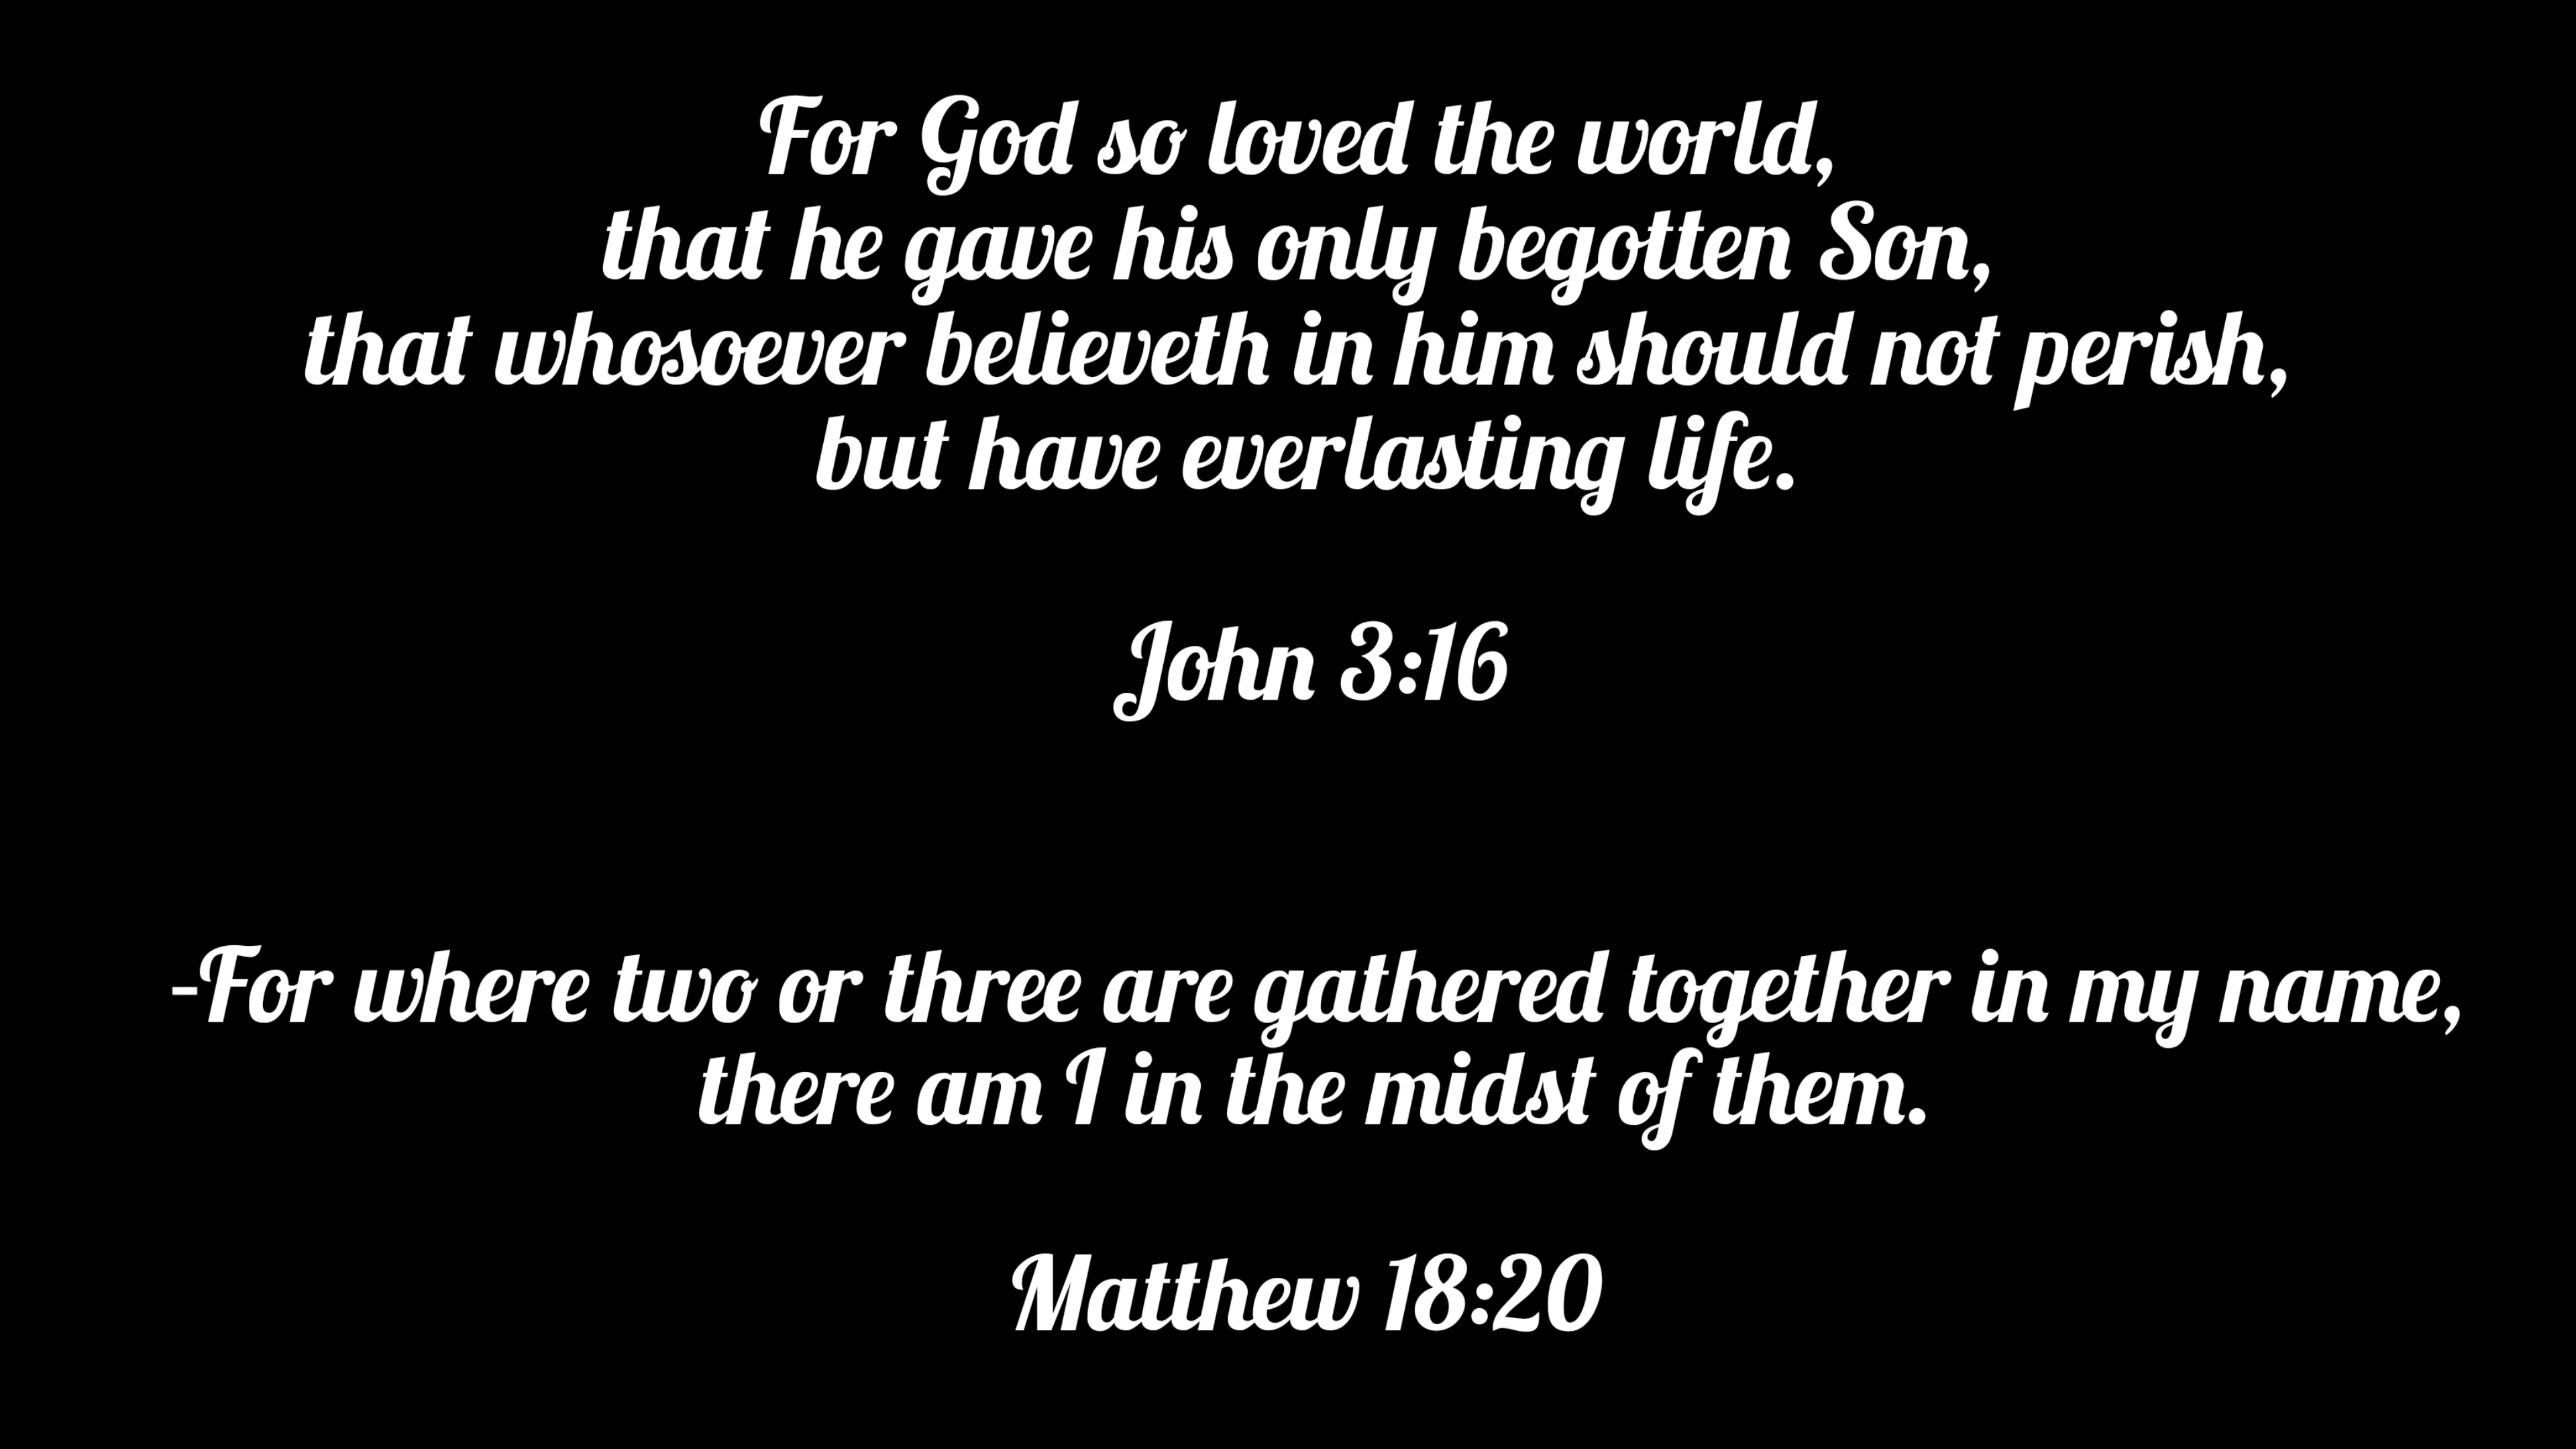 For God so loved the world,
that he gave his only begotten Son,
that whosoever believeth in him should not perish,
but have everlasting life.
John 3:16
-For where two or three are gathered together in my name,
there am I in the midst of them.
Matthew 18:20